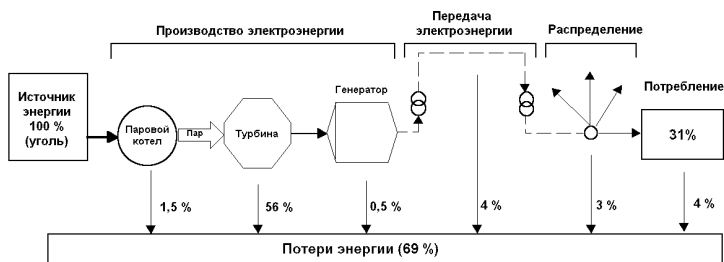 Производство электроэнергии
Передача
электроэнергии
Распределение
Источник
энергии
100 %
(уголь)
Паровой
котел
Пар
Турбина
Генератор
Потребление
31%
1,5 %
56 %
0,5 %
4 %
3 %
4 %
Потери энергии (69 %)